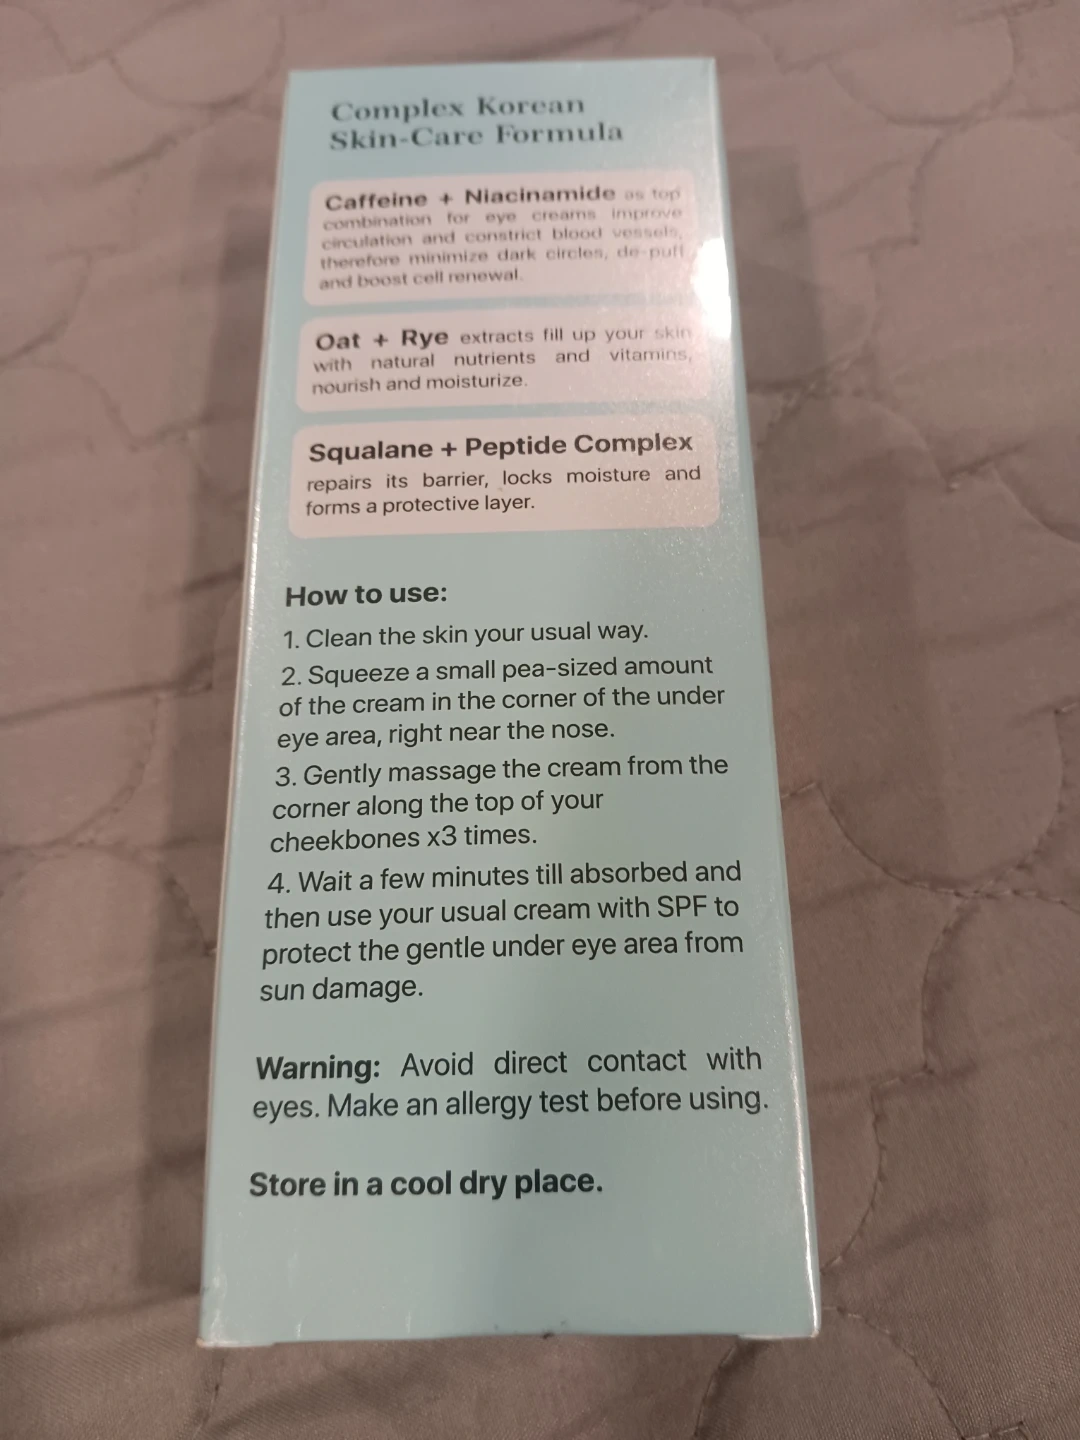 Complex Korean
Skin-Care Formula
Caffeine + Niacinamide as top
combination for eye creams improve
circulation and constrict blood vessels,
therefore minimize dark circles, de-puff
and boost cell renewal.
Oat + Rye extracts fill up your skin
with natural nutrients and vitamins,
nourish and moisturize.
Squalane + Peptide Complex
repairs its barrier, locks moisture and
forms a protective layer.
How to use:
1. Clean the skin your usual way.
2. Squeeze a small pea-sized amount
of the cream in the corner of the under
eye area, right near the nose.
3. Gently massage the cream from the
corner along the top of your
cheekbones x3 times.
4. Wait a few minutes till absorbed and
then use your usual cream with SPF to
protect the gentle under eye area from
sun damage.
Warning: Avoid direct contact with
eyes. Make an allergy test before using.
Store in a cool dry place.